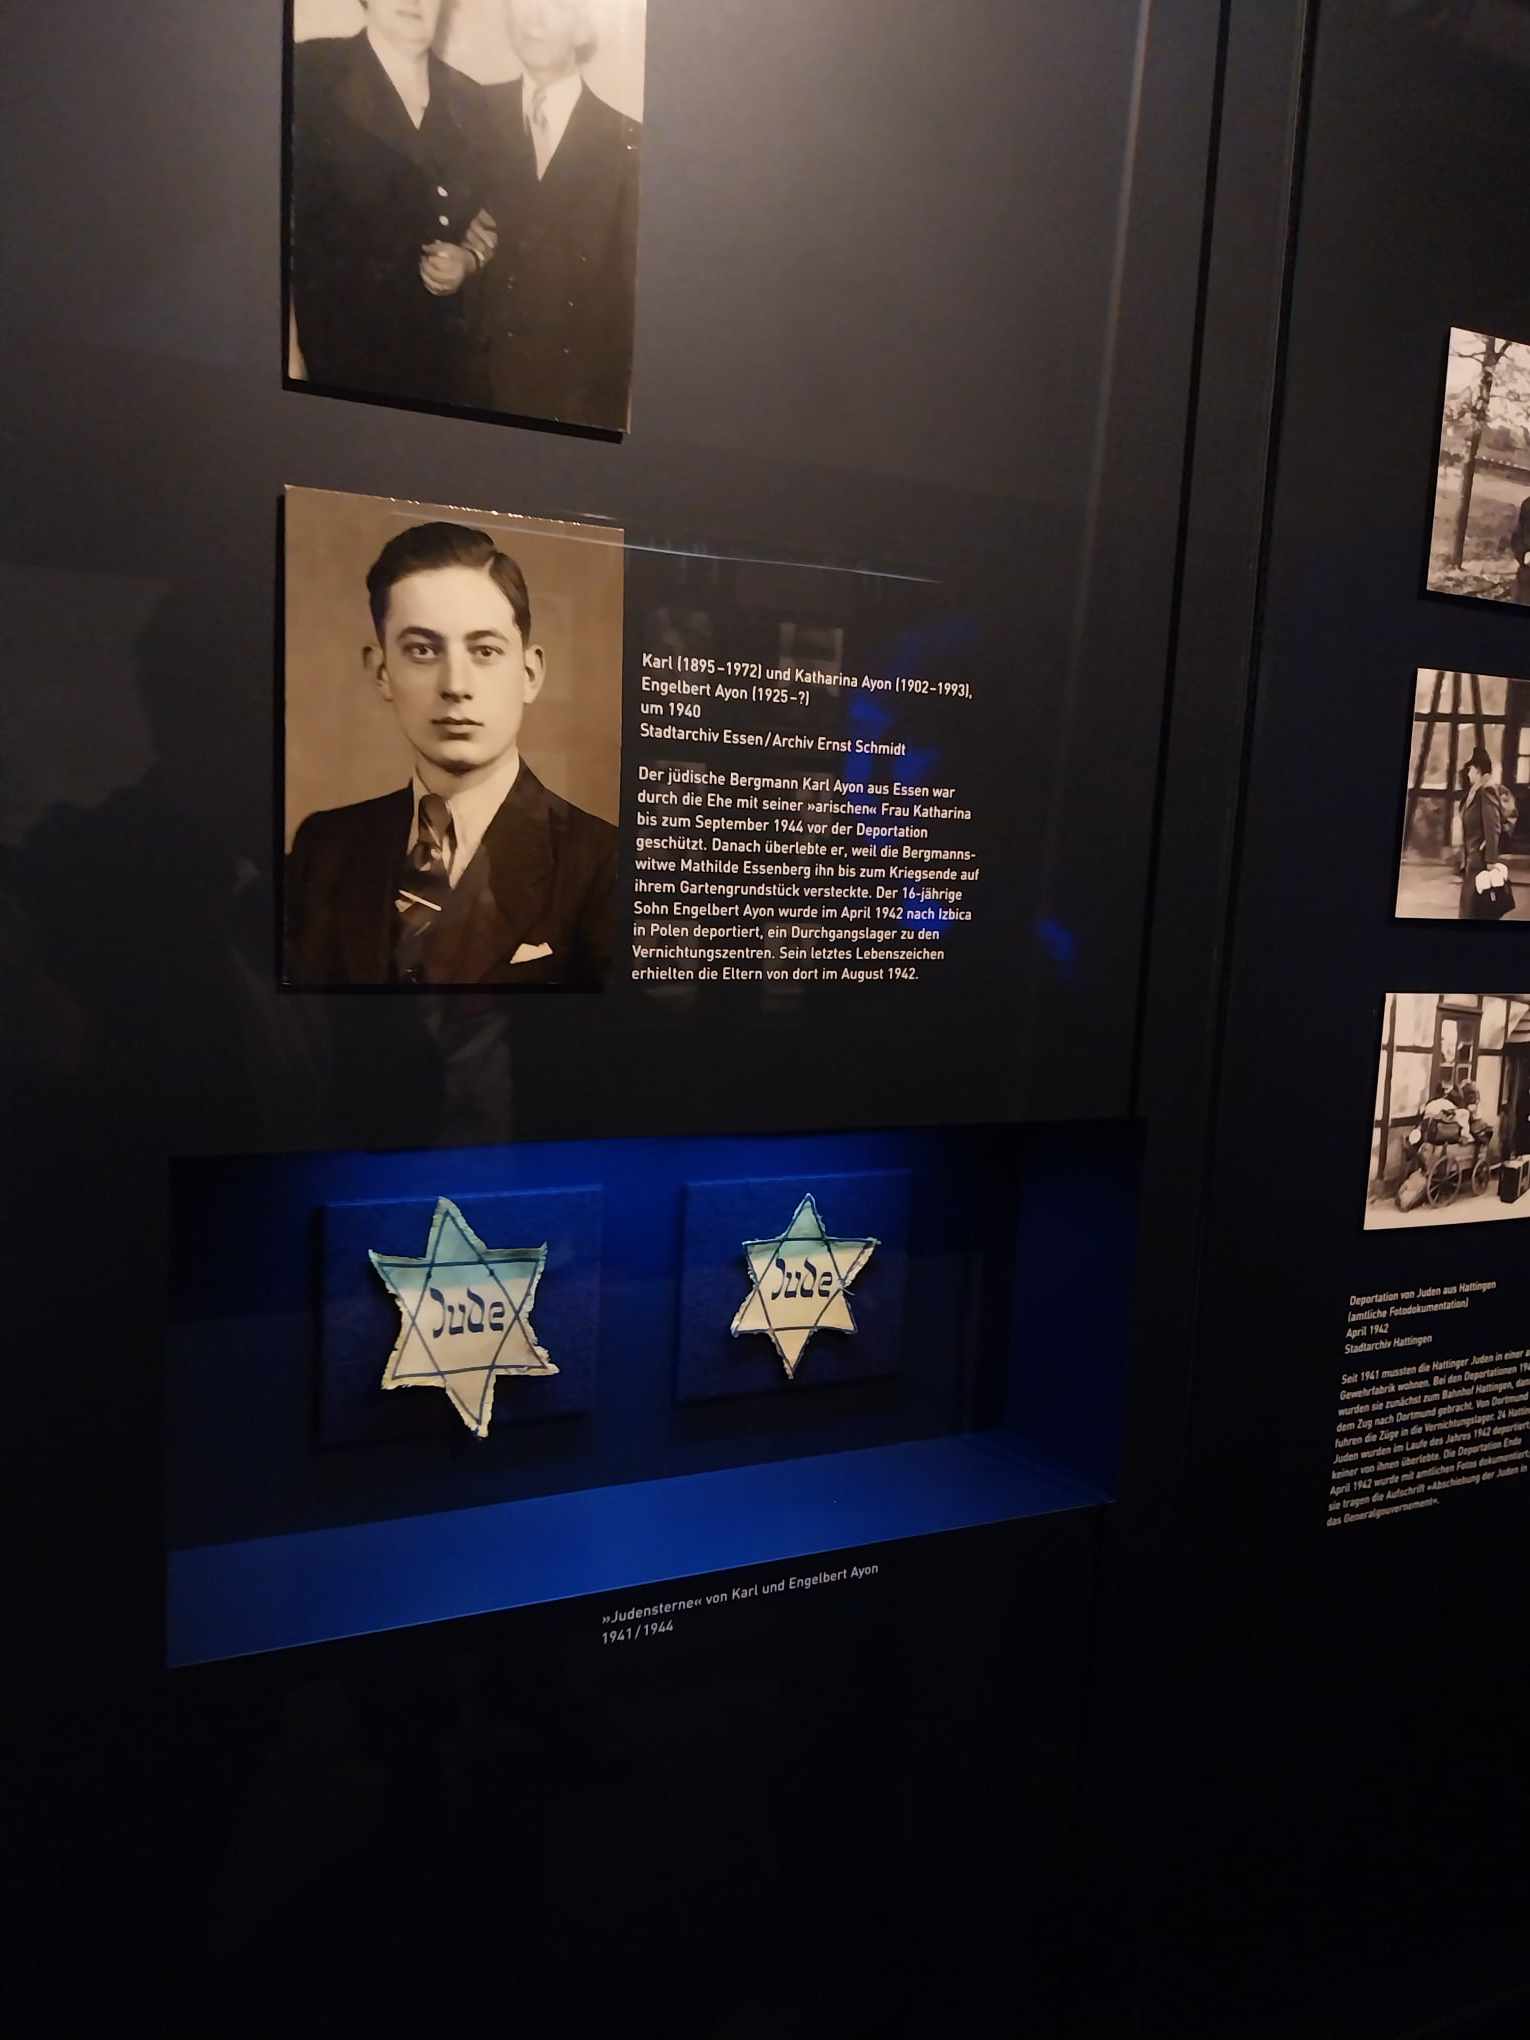 Karl (1895–1972) und Katharina Ayon (1902–1993),
Engelbert Ayon (1925–?)
um 1940
Stadtarchiv Essen/Archiv Ernst Schmidt
Der jüdische Bergmann Karl Ayon aus Essen war
durch die Ehe mit seiner »arischen« Frau Katharina
bis zum September 1944 vor der Deportation
geschützt. Danach überlebte er, weil die Bergmanns-
witwe Mathilde Essenberg ihn bis zum Kriegsende auf
ihrem Gartengrundstück versteckte. Der 16-jährige
Sohn Engelbert Ayon wurde im April 1942 nach Izbica
in Polen deportiert, ein Durchgangslager zu den
Vernichtungszentren. Sein letztes Lebenszeichen
erhielten die Eltern von dort im August 1942.
Jude
Jude
»Judensterne« von Karl und Engelbert Ayon
1941/1944
Deportation von Juden aus Hattingen
(amtliche Fotodokumentation)
April 1942
Stadtarchiv Hattingen
Seit 1941 mussten die Hattinger Juden in einer
Gewehrfabrik wohnen. Bei den Deportationen
wurden sie zunächst zum Bahnhof Hattingen,
dem Zug nach Dortmund gebracht. Von Dortmund
fuhren die Züge in die Vernichtungslager. 24
Juden wurden im Laufe des Jahres 1942 deportiert,
keiner von ihnen überlebte. Die Deportation Ende
April 1942 wurde mit amtlichen Fotos dokumentiert;
sie tragen die Aufschrift »Abschiebung der Juden in
das Generalgouvernement«.